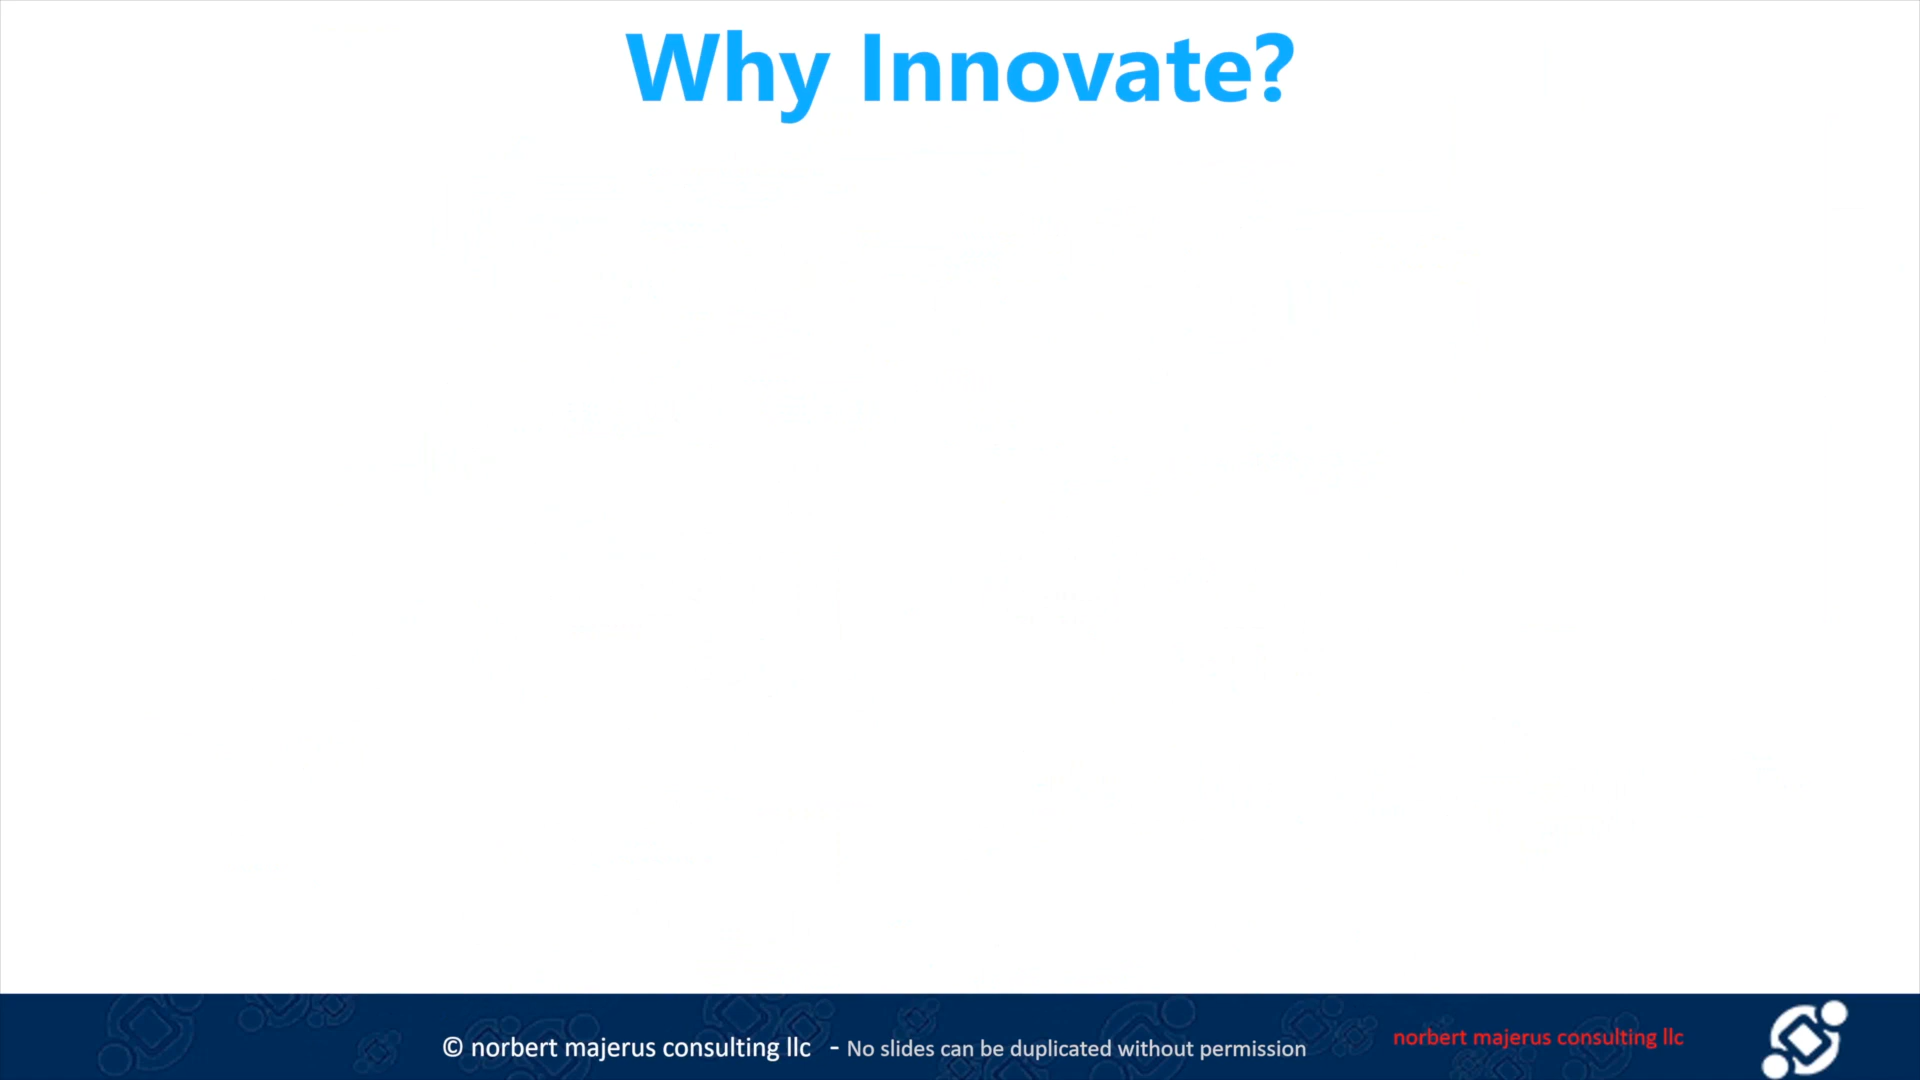 Why Innovate?
© norbert majerus consulting llc - No slides can be duplicated without permission
norbert majerus consulting llc